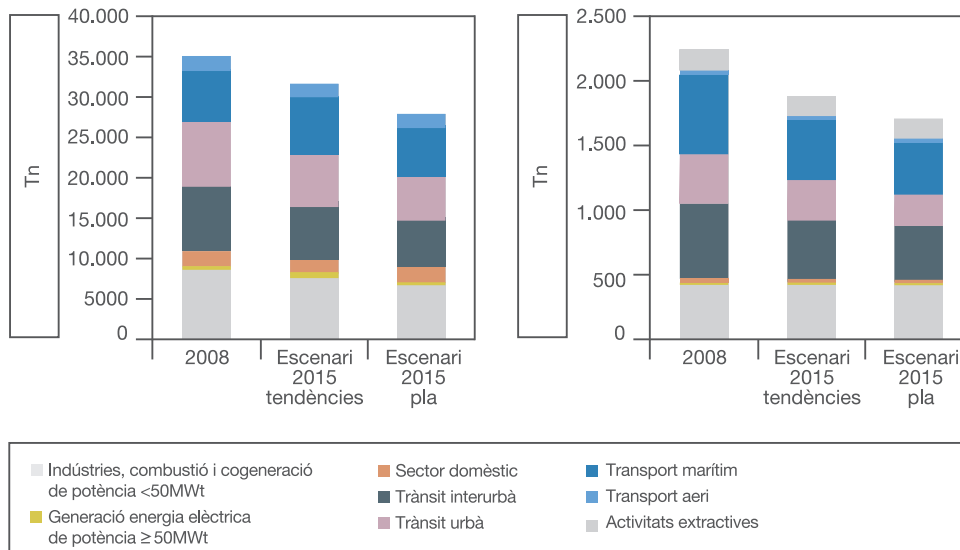 Tn
40.000
35.000
30.000
25.000
20.000
15.000
10.000
5000
0
2008
Escenari
2015
tendències
Escenari
2015
pla
Tn
2.500
2.000
1.500
1.000
500
0
2008
Escenari
2015
tendències
Escenari
2015
pla
Indústries, combustió i cogeneració
de potència <50MWt
Generació energia elèctrica
de potència ≥ 50MWt
Sector domèstic
Trànsit interurbà
Trànsit urbà
Transport marítim
Transport aeri
Activitats extractives